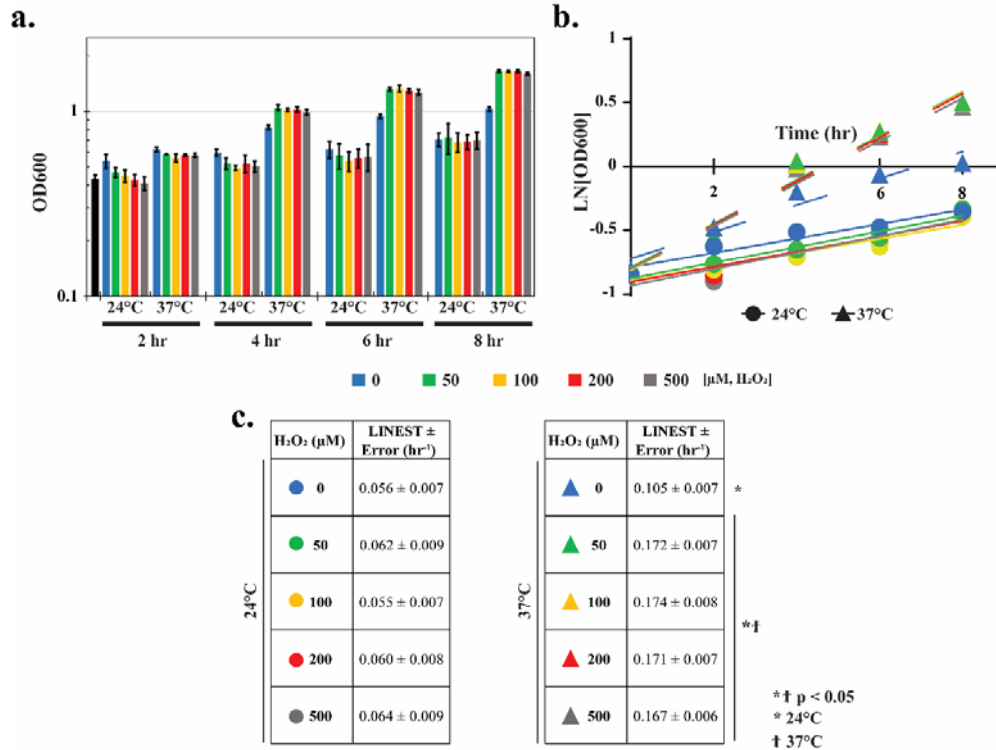 a.
OD600
1
0.1
24°C 37°C 24°C 37°C 24°C 37°C 24°C 37°C
2 hr 4 hr 6 hr 8 hr
b.
LN[OD600]
1
0.5
0
-0.5
-1
Time (hr)
2 6 8
24°C 37°C
0 50 100 200 500 [µM, H₂O₂]
c.
24°C
H₂O₂ (µM) LINEST ± Error (hr⁻¹)
0 0.056 ± 0.007
50 0.062 ± 0.009
100 0.055 ± 0.007
200 0.060 ± 0.008
500 0.064 ± 0.009
37°C
H₂O₂ (µM) LINEST ± Error (hr⁻¹)
0 0.105 ± 0.007 *
50 0.172 ± 0.007
100 0.174 ± 0.008
200 0.171 ± 0.007
500 0.167 ± 0.006
*Ɨ
*Ɨ p < 0.05
* 24°C
Ɨ 37°C